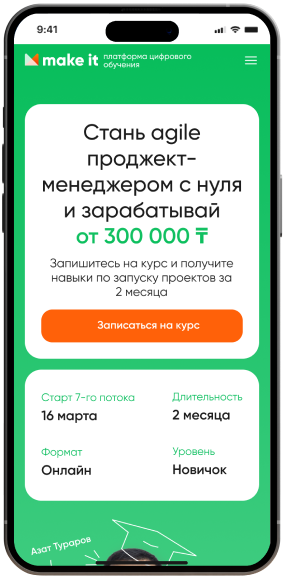 9:41
make it
платформа цифрового
обучения
Стань agile
проджект-
менеджером с нуля
и зарабатывай
от 300 000 ₸
Запишитесь на курс и получите
навыки по запуску проектов за
2 месяца
Записаться на курс
Старт 7-го потока
16 марта
Длительность
2 месяца
Формат
Онлайн
Уровень
Новичок
Азат Тураров